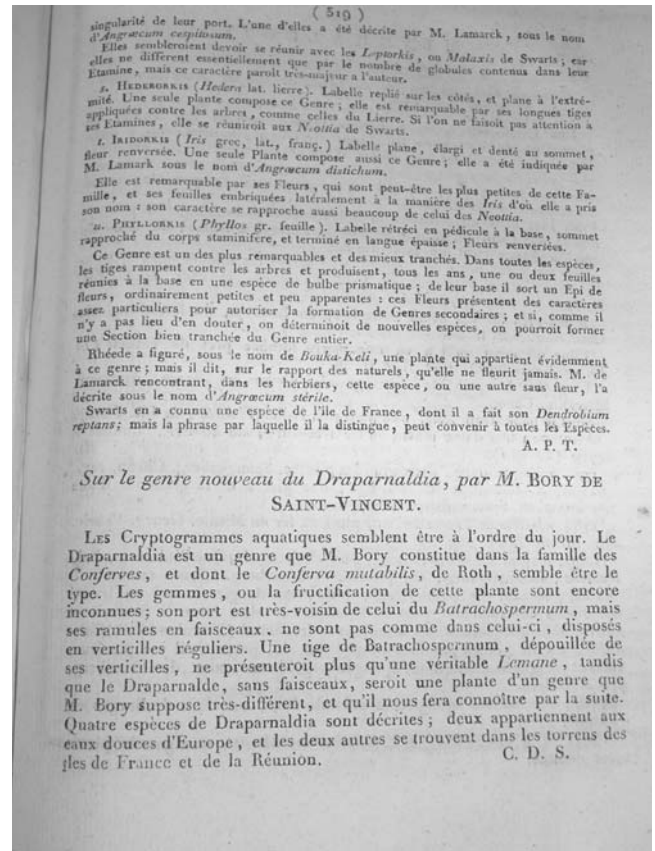 ( 519 )
singularité de leur port. L'une d'elles a été décrite par M. Lamarck, sous le nom
d'Angræcum cespitosum.
Elles sembleroient devoir se réunir avec les Leptorkis, ou Malaxis de Swarts; car
elles ne diffèrent essentiellement que par le nombre de globules contenus dans leur
Etamine, mais ce caractère paroît très-majeur à l'auteur.
s. HEDERORKIS (Hedera lat. lierre). Labelle replié sur les côtés, et plane à l'extré-
mité. Une seule plante compose ce Genre; elle est remarquable par ses longues tiges
appliquées contre les arbres, comme celles du Lierre. Si l'on ne faisoit pas attention à
ses Etamines, elle se réuniroit aux Neottia de Swarts.
t. IRIDORKIS (Iris grec, lat., franç.) Labelle plane, élargi et denté au sommet,
fleur renversée. Une seule Plante compose aussi ce Genre; elle a été indiquée par
M. Lamark sous le nom d'Angræcum distichum.
Elle est remarquable par ses Fleurs, qui sont peut-être les plus petites de cette Fa-
mille, et ses feuilles embriquées latéralement à la manière des Iris d'où elle a pris
son nom: son caractère se rapproche aussi beaucoup de celui des Neottia.
u. PHYLLORKIS (Phyllos gr. feuille). Labelle rétréci en pédicule à la base, sommet
rapproché du corps staminifère, et terminé en langue épaisse; Fleurs renversées.
Ce Genre est un des plus remarquables et des mieux tranchés. Dans toutes les espèces,
les tiges rampent contre les arbres et produisent, tous les ans, une ou deux feuilles
réunies à la base en une espèce de bulbe prismatique; de leur base il sort un Epi de
fleurs, ordinairement petites et peu apparentes: ces Fleurs présentent des caractères
assez particuliers pour autoriser la formation de Genres secondaires; et si, comme il
n'y a pas lieu d'en douter, on déterminoit de nouvelles espèces, on pourroit former
une Section bien tranchée du Genre entier.
Rhéede a figuré, sous le nom de Bouka-Keli, une plante qui appartient évidemment
à ce genre; mais il dit, sur le rapport des naturels, qu'elle ne fleurit jamais. M. de
Lamarck rencontrant, dans les herbiers, cette espèce, ou une autre sans fleur, l'a
décrite sous le nom d'Angræcum stérile.
Swarts en a connu une espèce de l'ile de France, dont il a fait son Dendrobium
reptans; mais la phrase par laquelle il la distingue, peut convenir à toutes les Espèces.
A. P. T.
Sur le genre nouveau du Draparnaldia, par M. BORY DE
SAINT-VINCENT.
LES Cryptogrammes aquatiques semblent être à l'ordre du jour. Le
Draparnaldia est un genre que M. Bory constitue dans la famille des
Conferves, et dont le Conferva mutabilis, de Roth, semble être le
type. Les gemmes, ou la fructification de cette plante sont encore
inconnues; son port est très-voisin de celui du Batrachospermum, mais
ses ramules en faisceaux. ne sont pas comme dans celui-ci, disposés
en verticilles réguliers. Une tige de Batrachospermum, dépouillée de
ses verticilles, ne présenteroit plus qu'une véritable Lemane, tandis
que le Draparnalde, sans faisceaux, seroit une plante d'un genre que
M. Bory suppose très-différent, et qu'il nous fera connoître par la suite.
Quatre espèces de Draparnaldia sont décrites; deux appartiennent aux
eaux douces d'Europe, et les deux autres se trouvent dans les torrens des
îles de France et de la Réunion.
C. D. S.